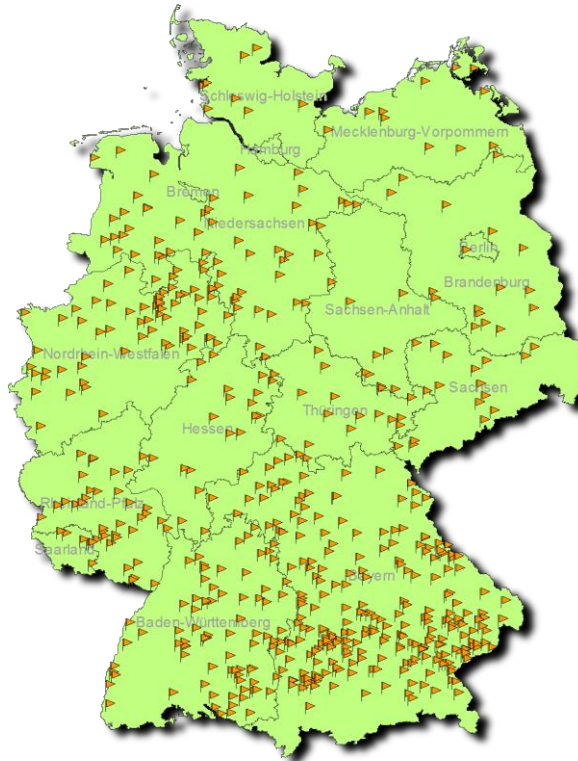 Schleswig-Holstein
Mecklenburg-Vorpommern
Hamburg
Bremen
Niedersachsen
Berlin
Brandenburg
Sachsen-Anhalt
Nordrhein-Westfalen
Sachsen
Thüringen
Hessen
Rheinland-Pfalz
Saarland
Bayern
Baden-Württemberg